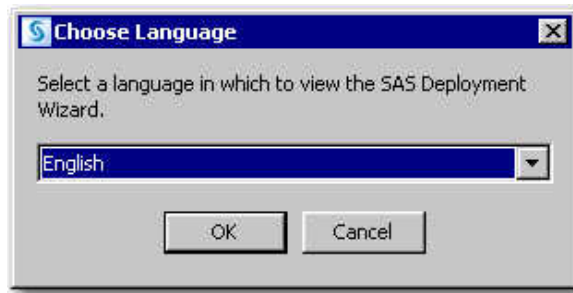 Choose Language
Select a language in which to view the SAS Deployment
Wizard.
English
OK
Cancel